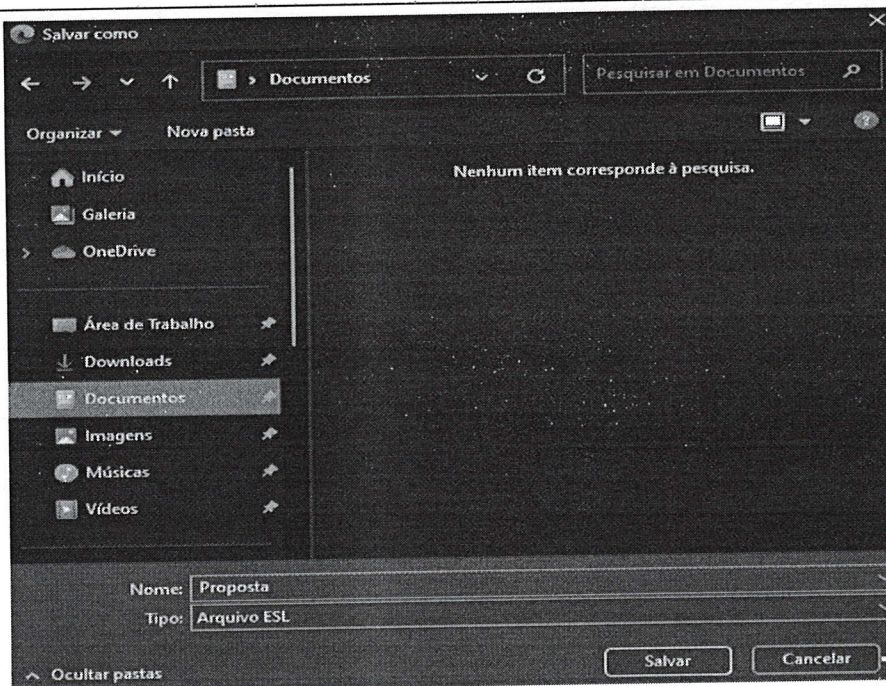 Salvar como
Documentos
Pesquisar em Documentos
Organizar
Nova pasta
Início
Galeria
OneDrive
Área de Trabalho
Downloads
Documentos
Imagens
Músicas
Vídeos
Nenhum item corresponde à pesquisa.
Nome: Proposta
Tipo: Arquivo ESL
Ocultar pastas
Salvar
Cancelar